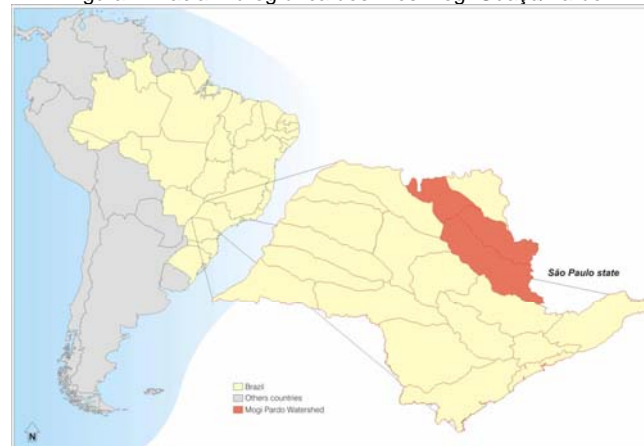 São Paulo state
Brazil
Others countries
Mogi Pardo Watershed
N